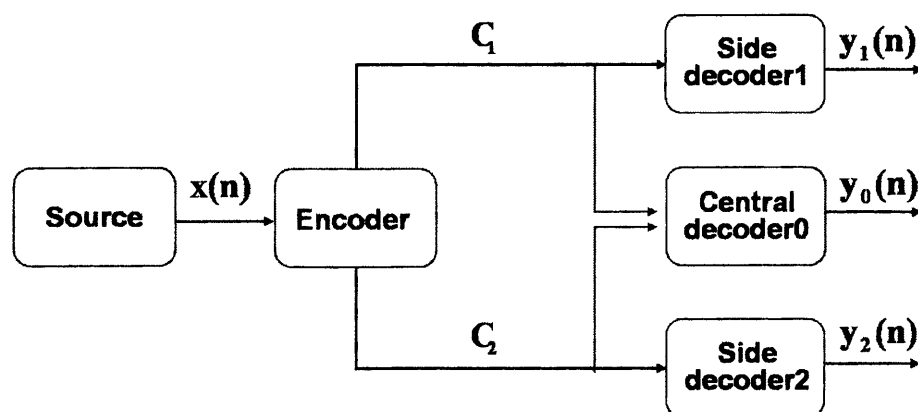 C₁
Side
decoder1
y₁(n)
Source
x(n)
Encoder
Central
decoder0
y₀(n)
C₂
Side
decoder2
y₂(n)